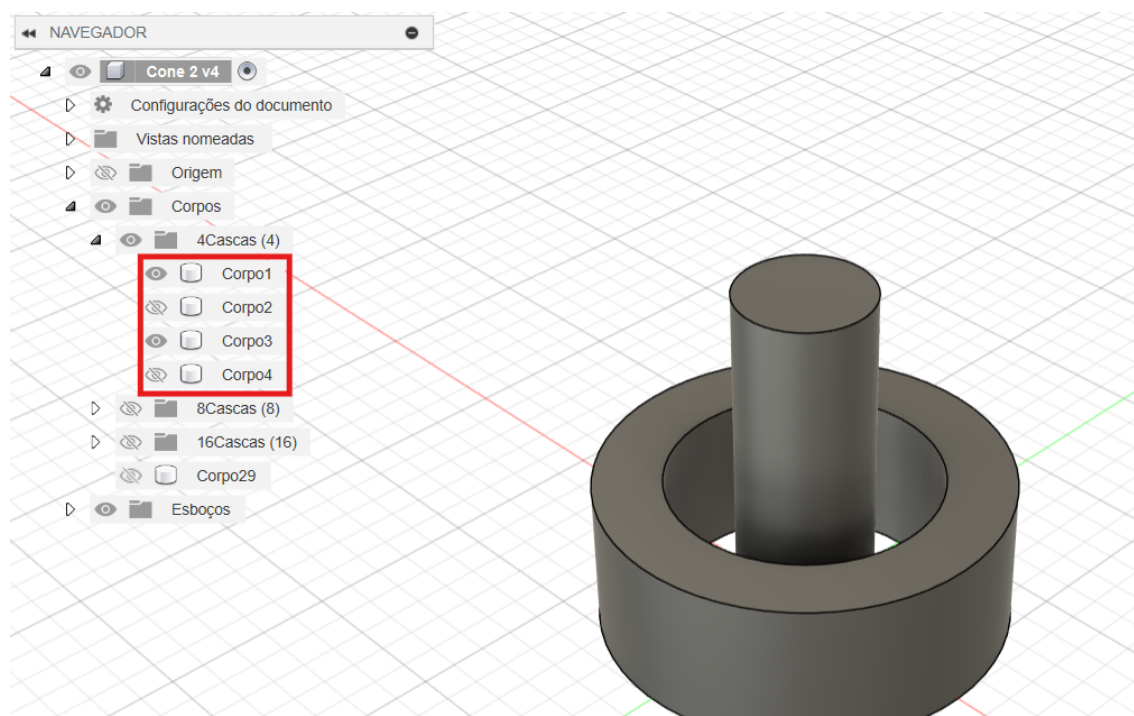 NAVEGADOR
Cone 2 v4
Configurações do documento
Vistas nomeadas
Origem
Corpos
4Cascas (4)
Corpo1
Corpo2
Corpo3
Corpo4
8Cascas (8)
16Cascas (16)
Corpo29
Esboços